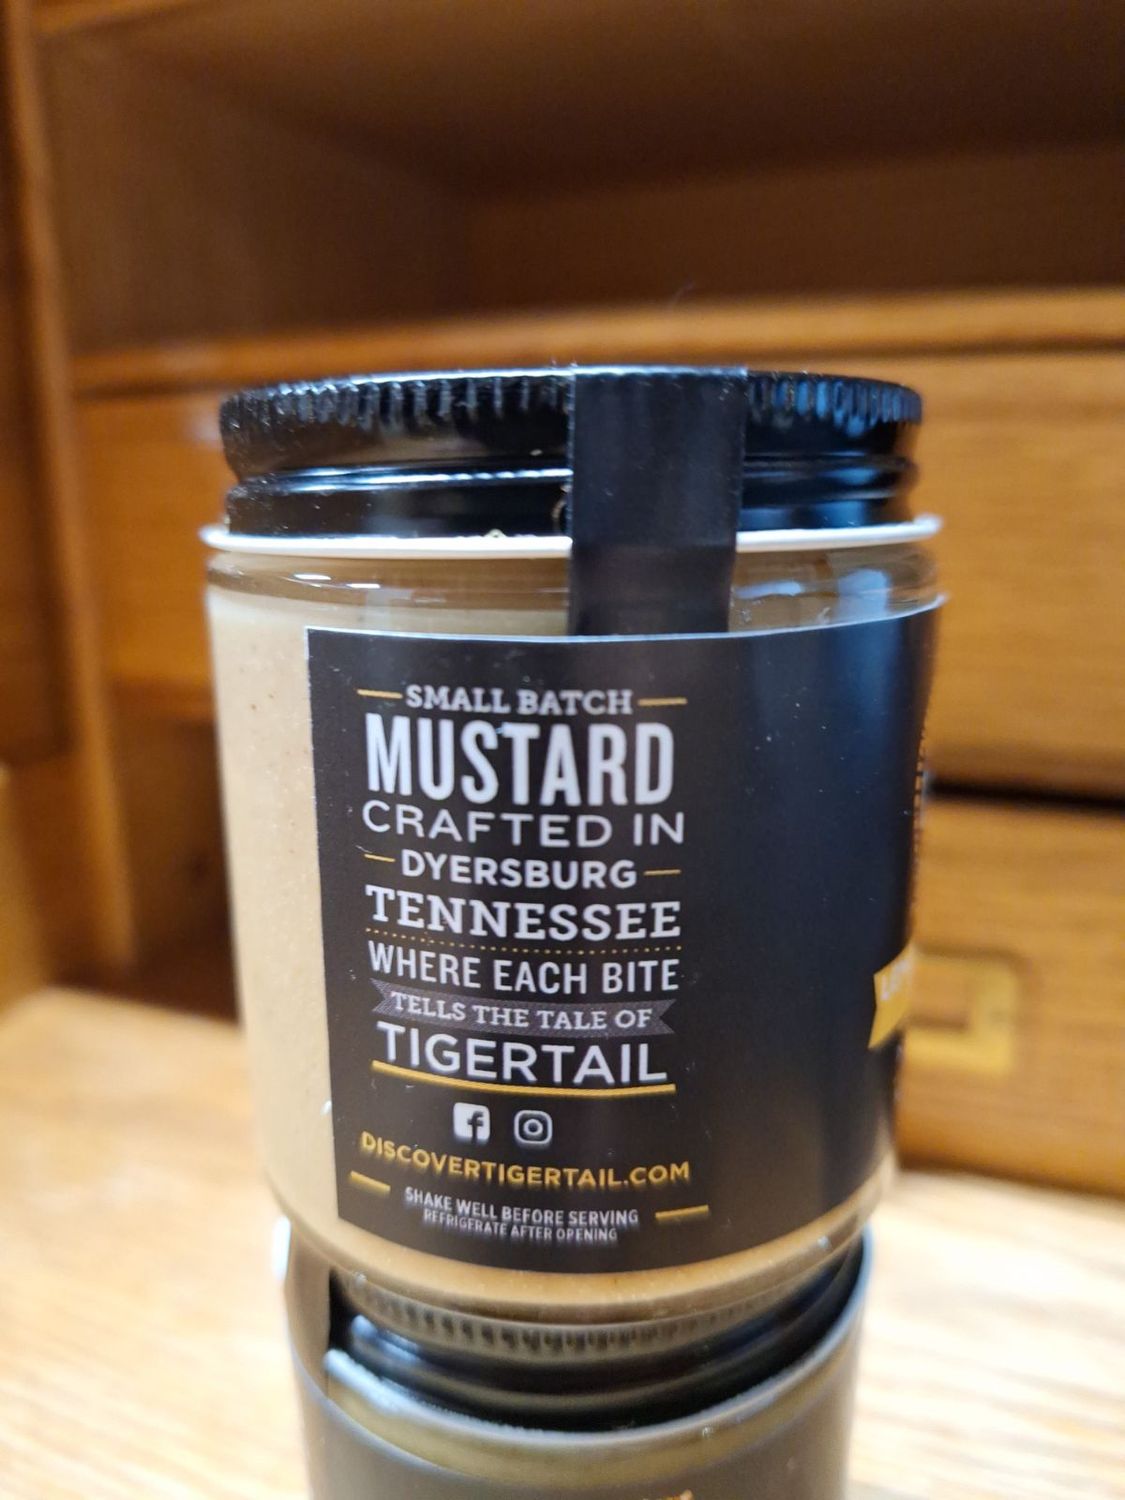 SMALL BATCH
MUSTARD
CRAFTED IN
DYERSBURG
TENNESSEE
WHERE EACH BITE
TELLS THE TALE OF
TIGERTAIL
DISCOVERTIGERTAIL.COM
SHAKE WELL BEFORE SERVING
REFRIGERATE AFTER OPENING